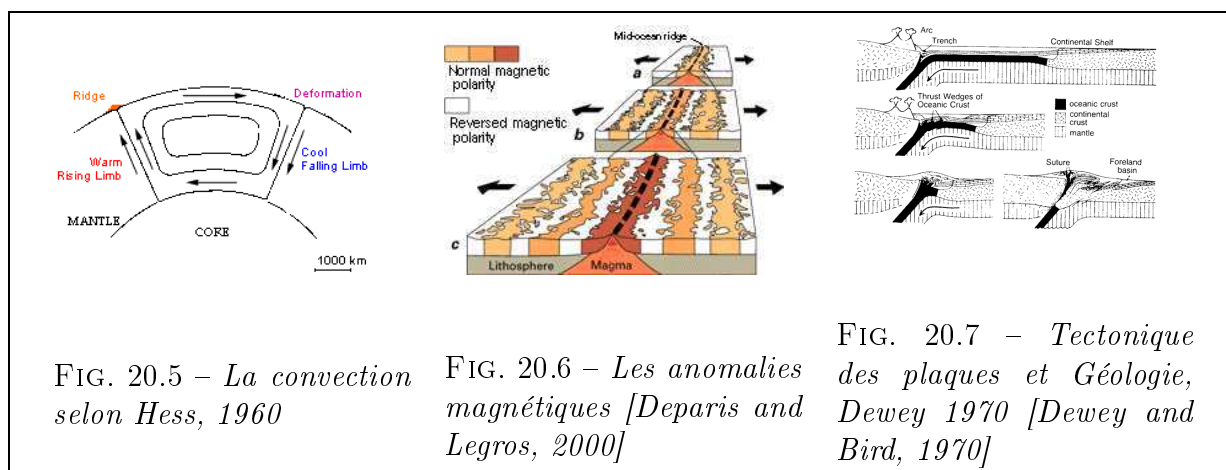 Ridge
Deformation
Warm
Rising Limb
Cool
Falling Limb
MANTLE
CORE
1000 km
FIG. 20.5 – La convection
selon Hess, 1960
Mid-ocean ridge
Normal magnetic
polarity
Reversed magnetic
polarity
a
b
c
Lithosphere
Magma
FIG. 20.6 – Les anomalies
magnétiques [Deparis and
Legros, 2000]
Arc
Trench
Continental Shelf
Thrust Wedges of
Oceanic Crust
oceanic crust
continental
crust
mantle
Suture
Foreland
basin
FIG. 20.7 – Tectonique
des plaques et Géologie,
Dewey 1970 [Dewey and
Bird, 1970]